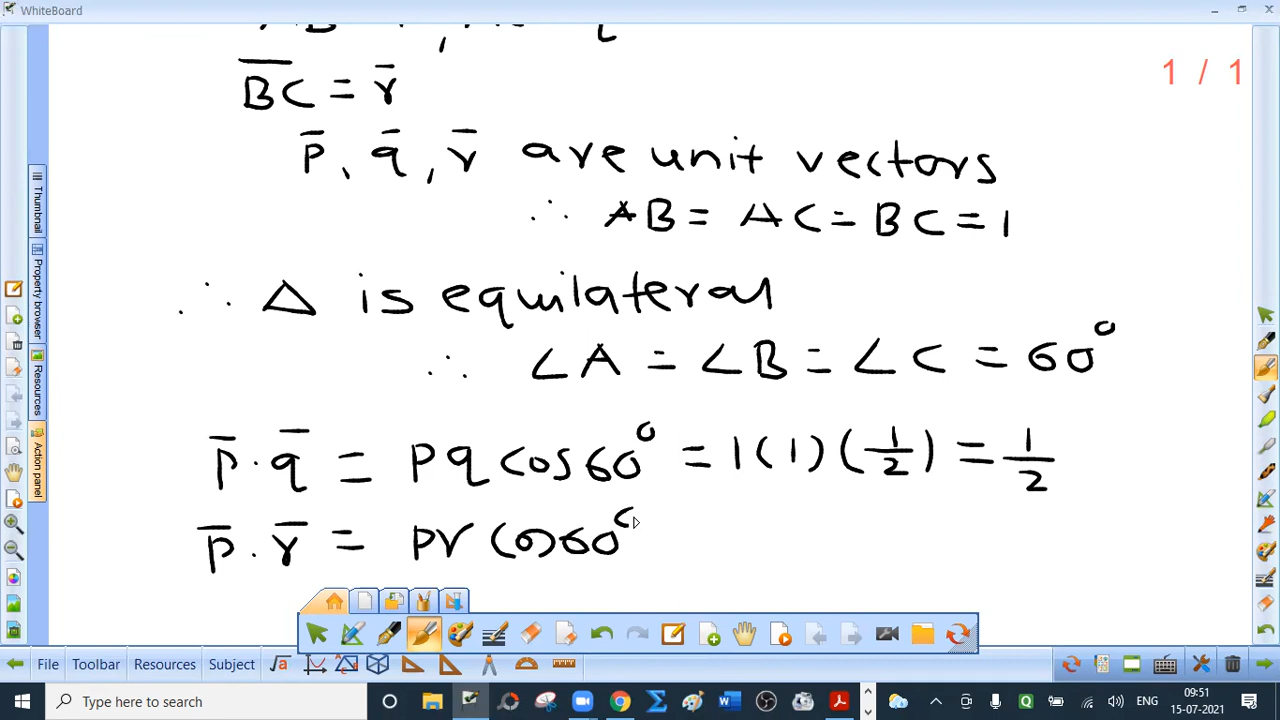 WhiteBoard
1 / 1
B̅C̅ = r̅
p̅, q̅, r̅ are unit vectors
∴ AB = AC = BC = 1
∴ △ is equilateral
∴ ∠A = ∠B = ∠C = 60°
p̅ . q̅ = pq cos 60° = 1(1)(1/2) = 1/2
p̅ . r̅ = pr cos 60
Thumbnail
Property browser
Resources
Action panel
File Toolbar Resources Subject
Type here to search
ENG
09:51
15-07-2021